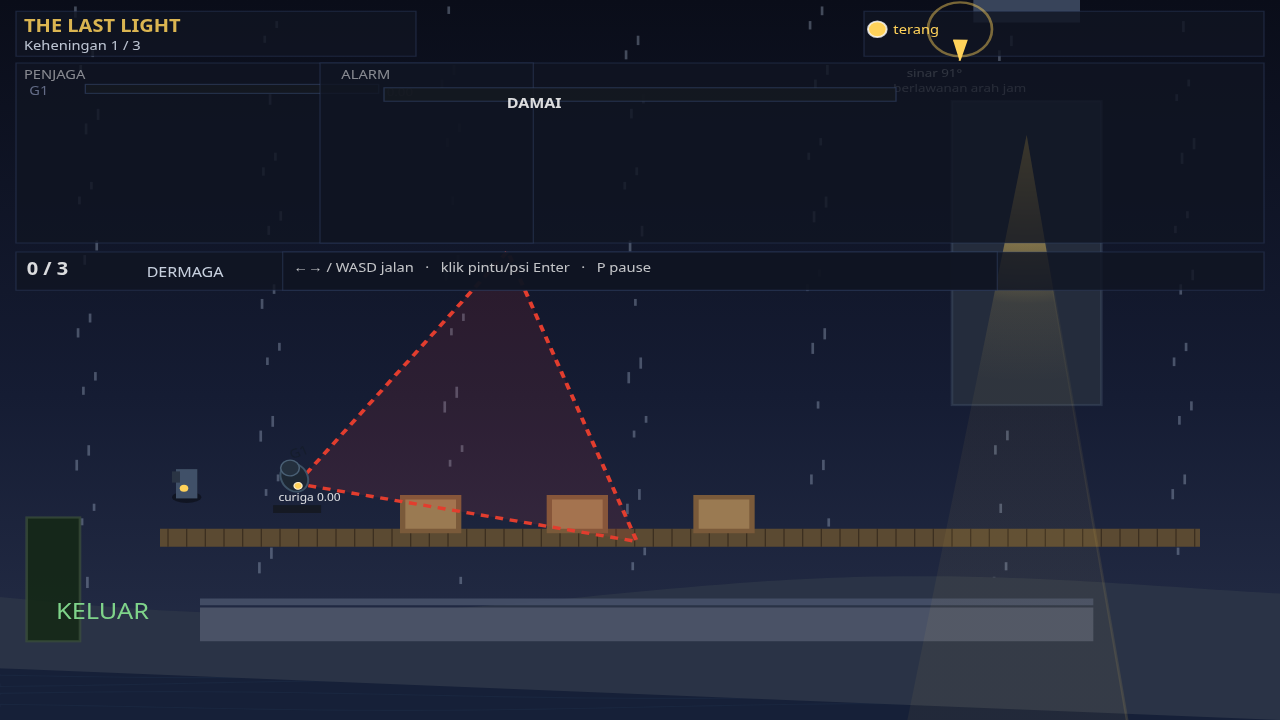 THE LAST LIGHT
Keheningan 1 / 3
terang
sinar 91°
berlawanan arah jam
PENJAGA
ALARM
G1
DAMAI
0 / 3
DERMAGA
←→ / WASD jalan · klik pintu/psi Enter · P pause
curiga 0.00
KELUAR